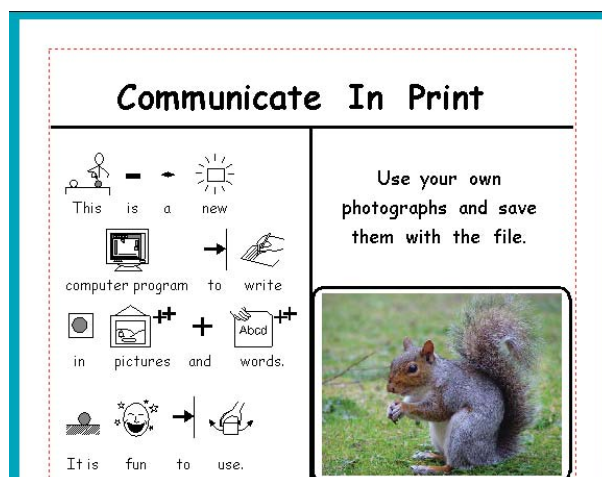 Communicate In Print
This is a new
computer program to write
in pictures and words.
It is fun to use.
Use your own
photographs and save
them with the file.
Abcd